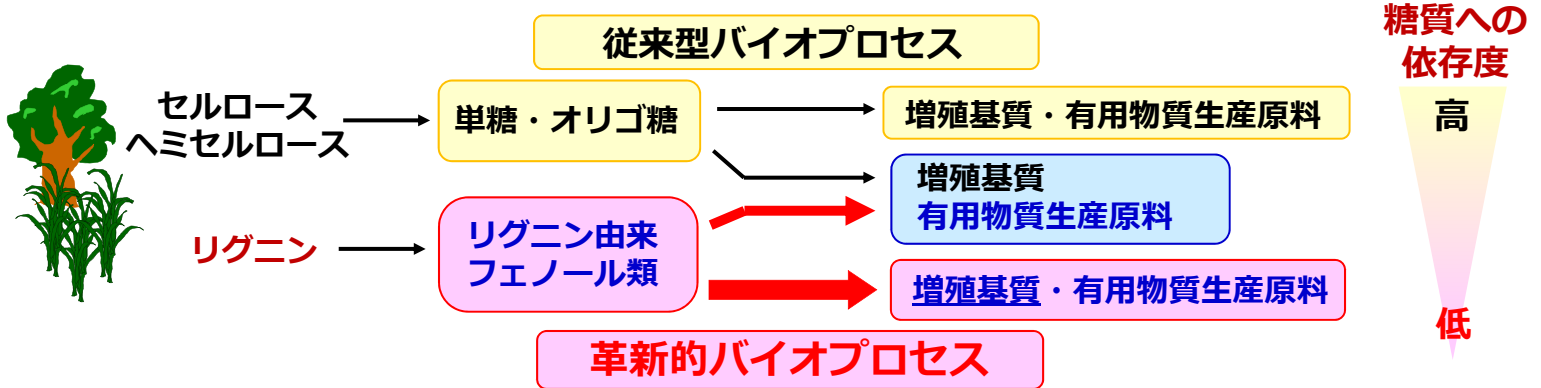 従来型バイオプロセス
糖質への
依存度
高
セルロース
ヘミセルロース
単糖・オリゴ糖
増殖基質・有用物質生産原料
増殖基質
有用物質生産原料
リグニン
リグニン由来
フェノール類
増殖基質・有用物質生産原料
低
革新的バイオプロセス